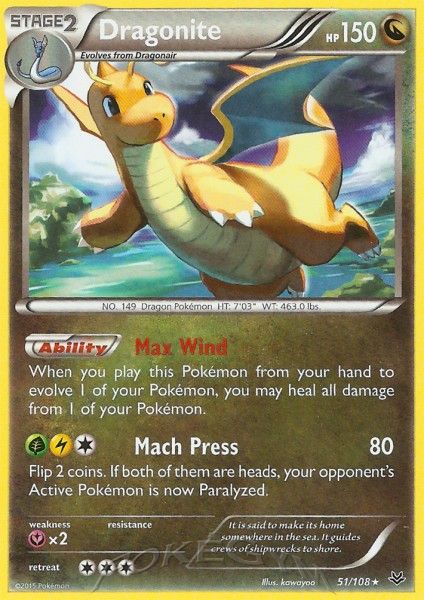 STAGE2 Dragonite HP150
Evolves from Dragonair
NO. 149 Dragon Pokémon HT: 7'03" WT: 463.0 lbs.
Ability Max Wind
When you play this Pokémon from your hand to
evolve 1 of your Pokémon, you may heal all damage
from 1 of your Pokémon.
Mach Press 80
Flip 2 coins. If both of them are heads, your opponent's
Active Pokémon is now Paralyzed.
weakness resistance
×2
It is said to make its home
somewhere in the sea. It guides
crews of shipwrecks to shore.
retreat
©2015 Pokémon Illus. kawayoo 51/108★